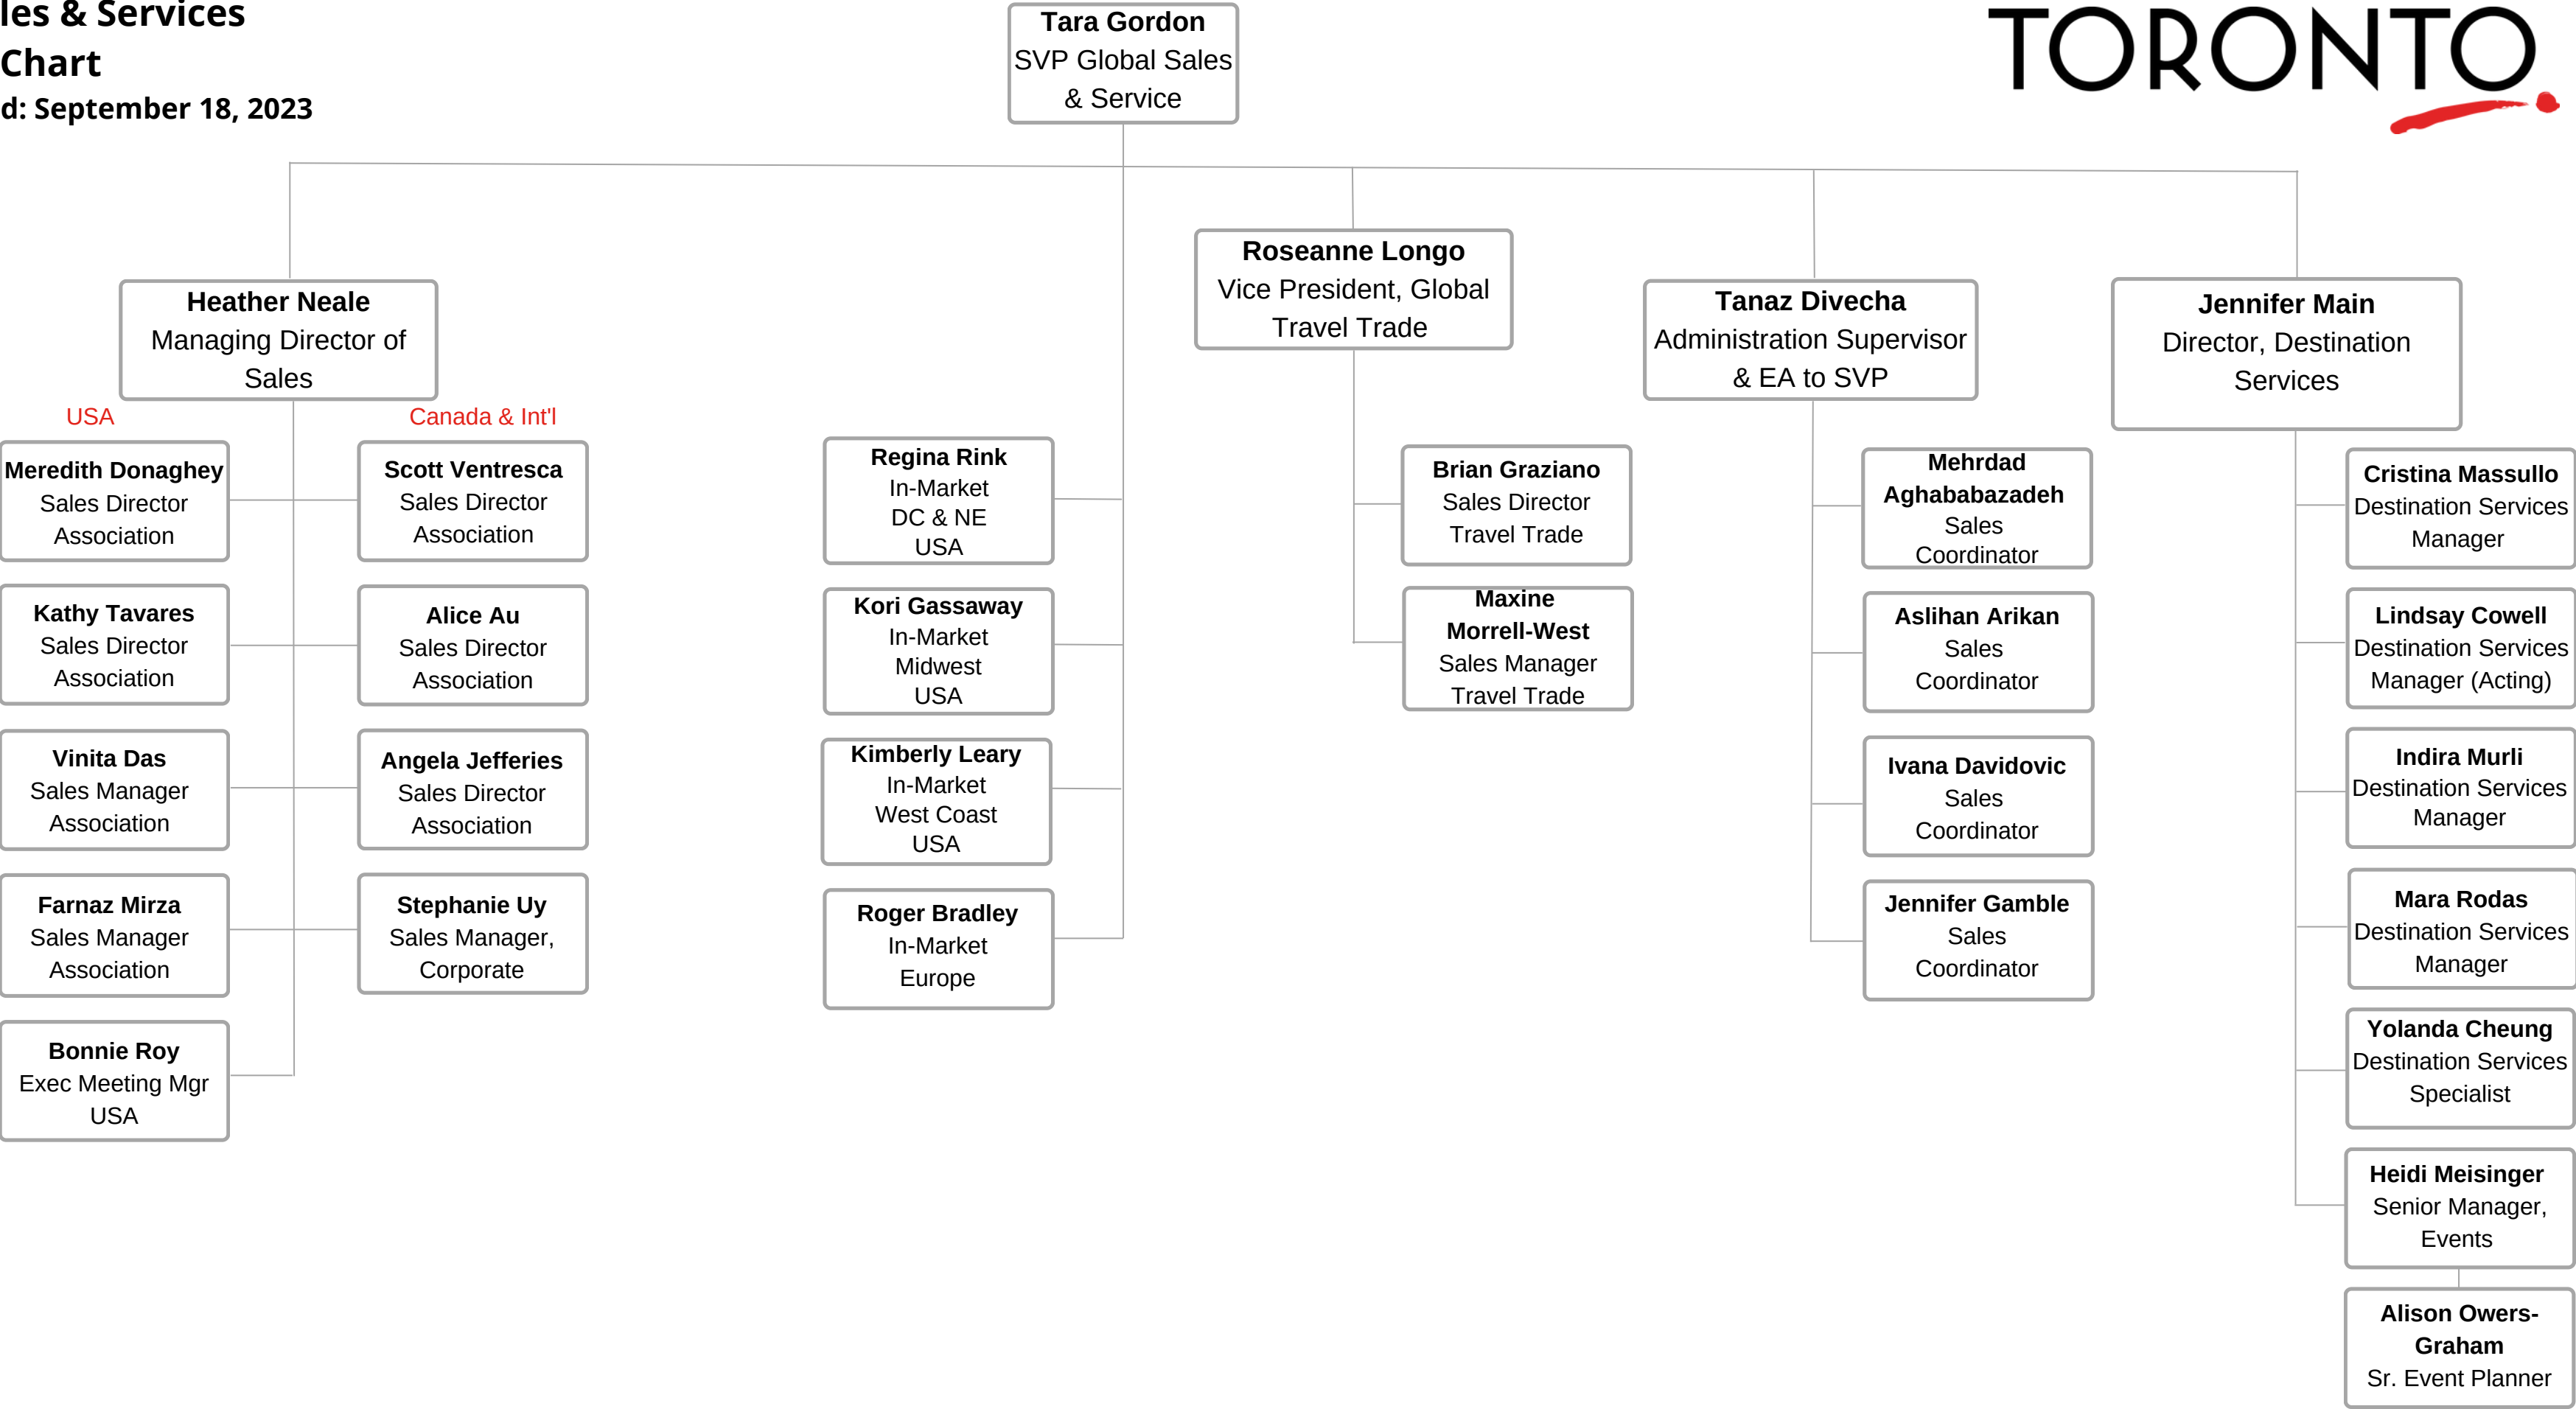 les & Services
Chart
d: September 18, 2023
TORONTO
Tara Gordon
SVP Global Sales
& Service
Heather Neale
Managing Director of
Sales
USA
Canada & Int'l
Meredith Donaghey
Sales Director
Association
Kathy Tavares
Sales Director
Association
Vinita Das
Sales Manager
Association
Farnaz Mirza
Sales Manager
Association
Bonnie Roy
Exec Meeting Mgr
USA
Scott Ventresca
Sales Director
Association
Alice Au
Sales Director
Association
Angela Jefferies
Sales Director
Association
Stephanie Uy
Sales Manager,
Corporate
Regina Rink
In-Market
DC & NE
USA
Kori Gassaway
In-Market
Midwest
USA
Kimberly Leary
In-Market
West Coast
USA
Roger Bradley
In-Market
Europe
Roseanne Longo
Vice President, Global
Travel Trade
Brian Graziano
Sales Director
Travel Trade
Maxine
Morrell-West
Sales Manager
Travel Trade
Tanaz Divecha
Administration Supervisor
& EA to SVP
Mehrdad
Aghababazadeh
Sales
Coordinator
Aslihan Arikan
Sales
Coordinator
Ivana Davidovic
Sales
Coordinator
Jennifer Gamble
Sales
Coordinator
Jennifer Main
Director, Destination
Services
Cristina Massullo
Destination Services
Manager
Lindsay Cowell
Destination Services
Manager (Acting)
Indira Murli
Destination Services
Manager
Mara Rodas
Destination Services
Manager
Yolanda Cheung
Destination Services
Specialist
Heidi Meisinger
Senior Manager,
Events
Alison Owers-
Graham
Sr. Event Planner